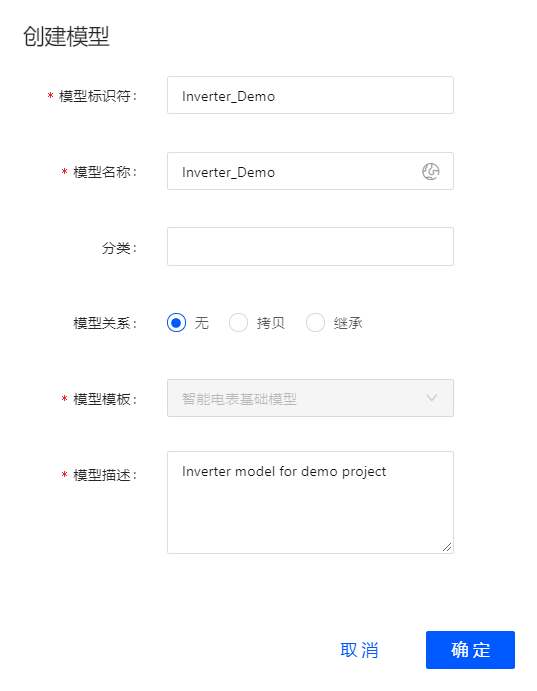 创建模型
* 模型标识符： Inverter_Demo
* 模型名称： Inverter_Demo
分类：
模型关系： 无 拷贝 继承
* 模型模板： 智能电表基础模型
* 模型描述： Inverter model for demo project
取消 确定